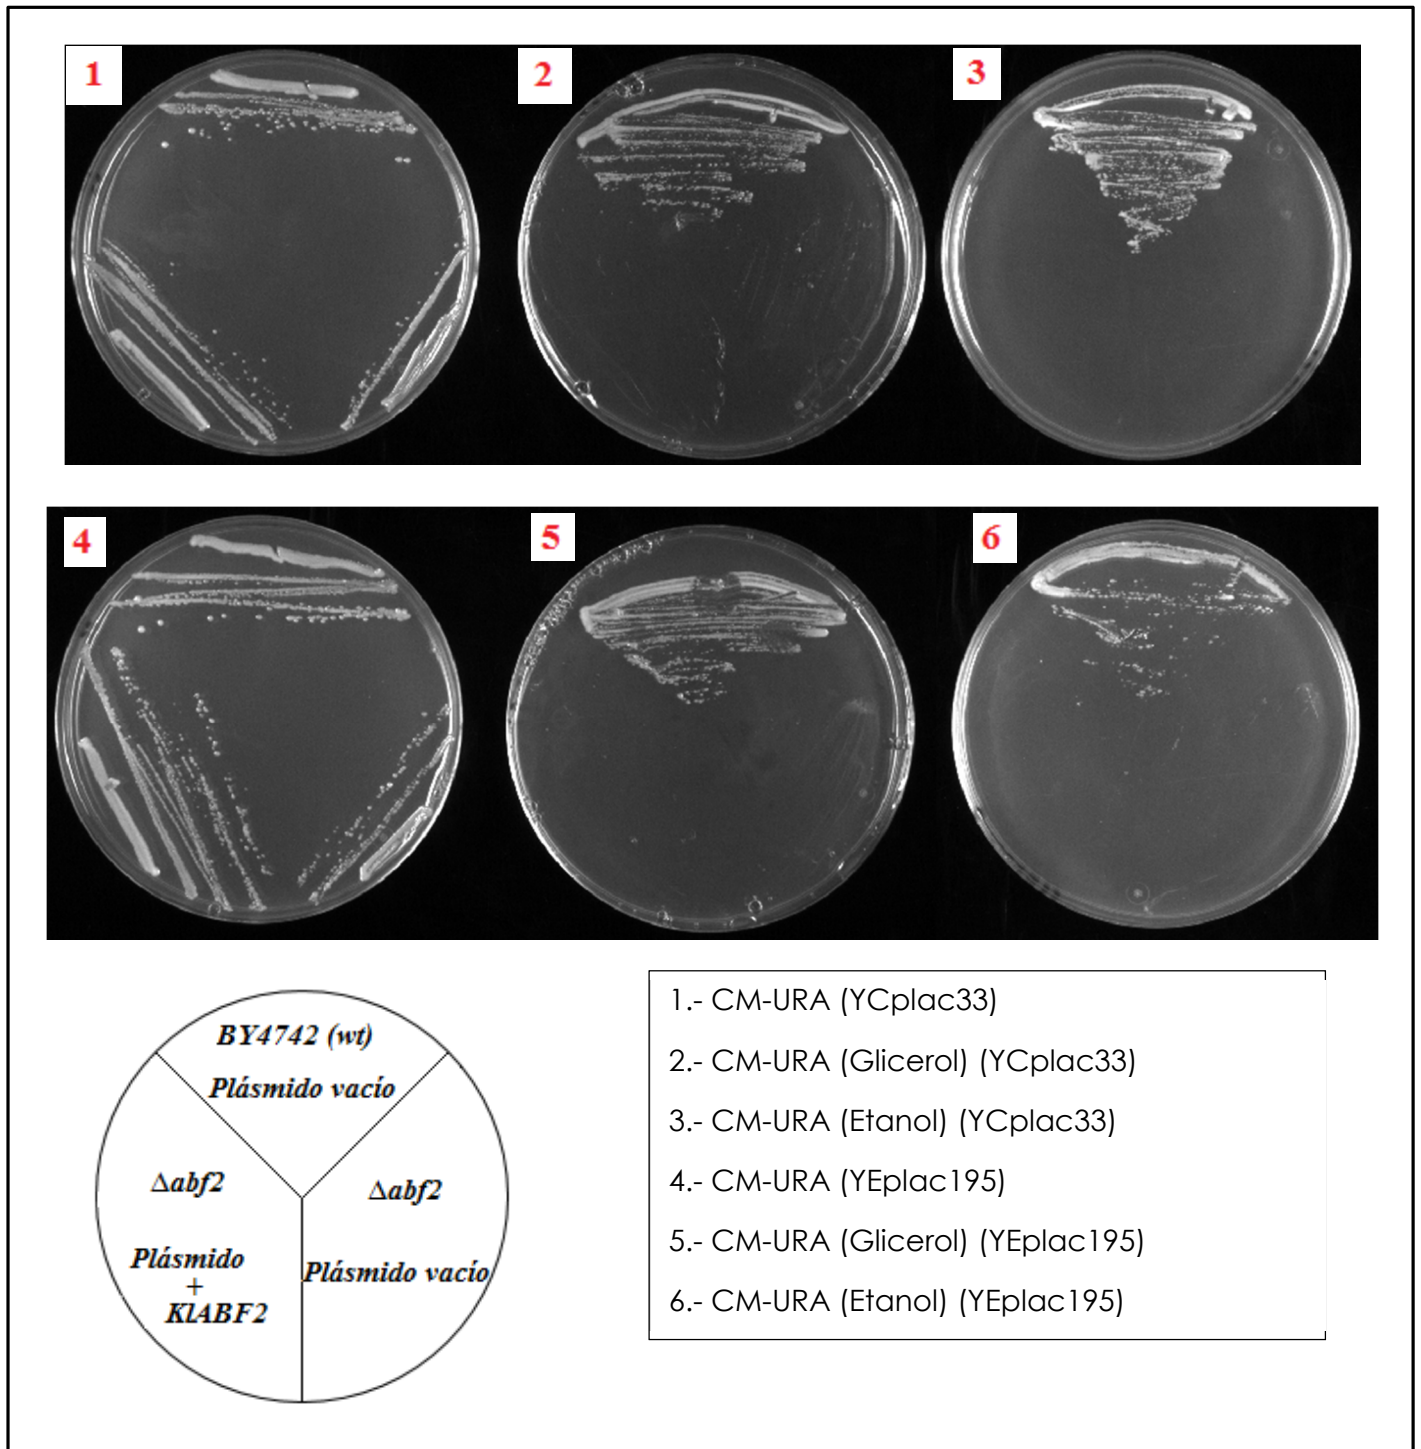 1
2
3
4
5
6
BY4742 (wt)
Plásmido vacío
Δabf2
Plásmido
+
KlABF2
Δabf2
Plásmido vacío
1.- CM-URA (YCplac33)
2.- CM-URA (Glicerol) (YCplac33)
3.- CM-URA (Etanol) (YCplac33)
4.- CM-URA (YEplac195)
5.- CM-URA (Glicerol) (YEplac195)
6.- CM-URA (Etanol) (YEplac195)